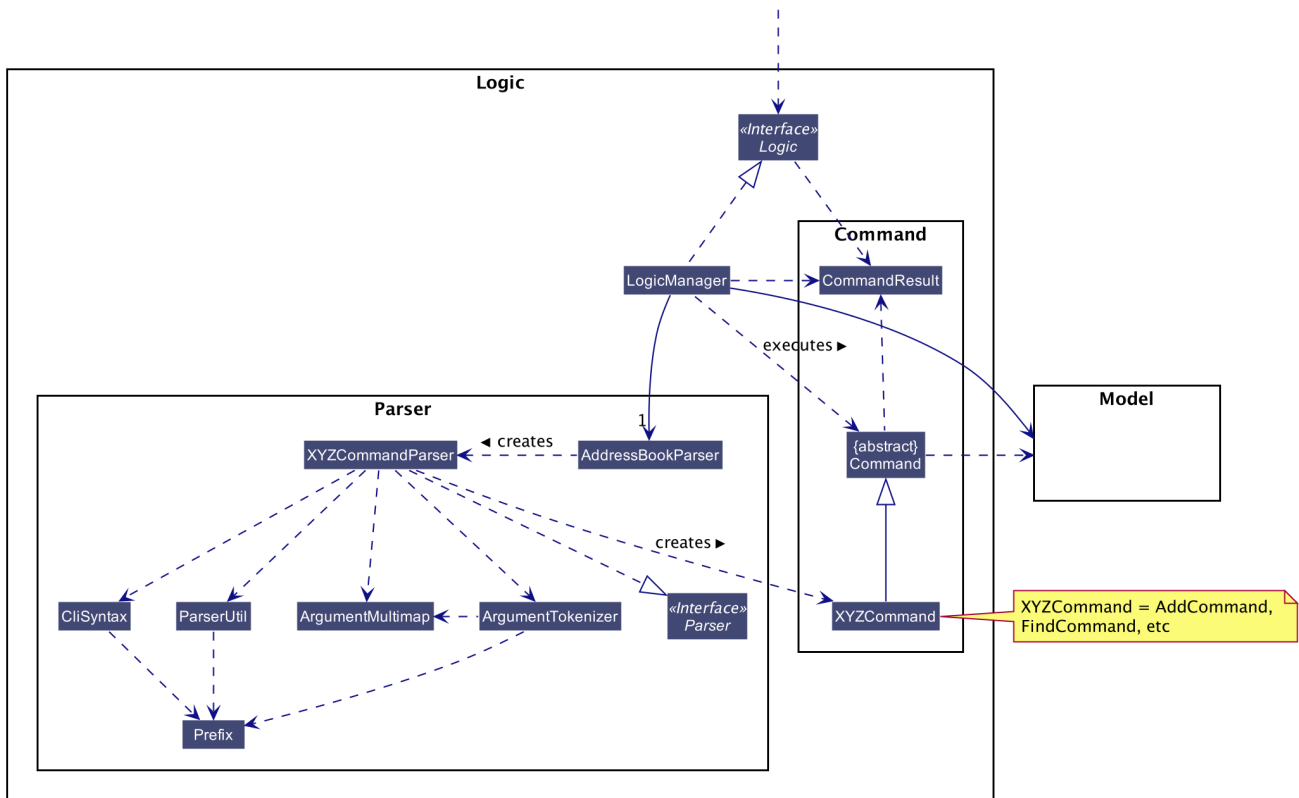 Logic
«Interface»
Logic
Command
LogicManager
CommandResult
executes ►
Model
Parser
1
{abstract}
Command
◄ creates
XYZCommandParser
AddressBookParser
creates ►
CliSyntax
ParserUtil
ArgumentMultimap
ArgumentTokenizer
«Interface»
Parser
XYZCommand
XYZCommand = AddCommand,
FindCommand, etc
Prefix